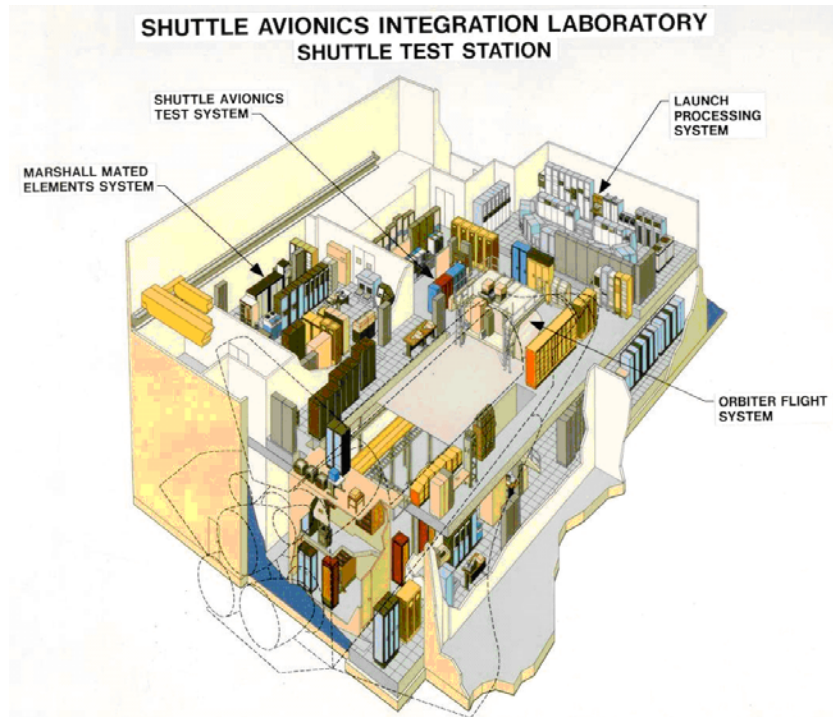 SHUTTLE AVIONICS INTEGRATION LABORATORY
SHUTTLE TEST STATION
SHUTTLE AVIONICS
TEST SYSTEM
LAUNCH
PROCESSING
SYSTEM
MARSHALL MATED
ELEMENTS SYSTEM
ORBITER FLIGHT
SYSTEM